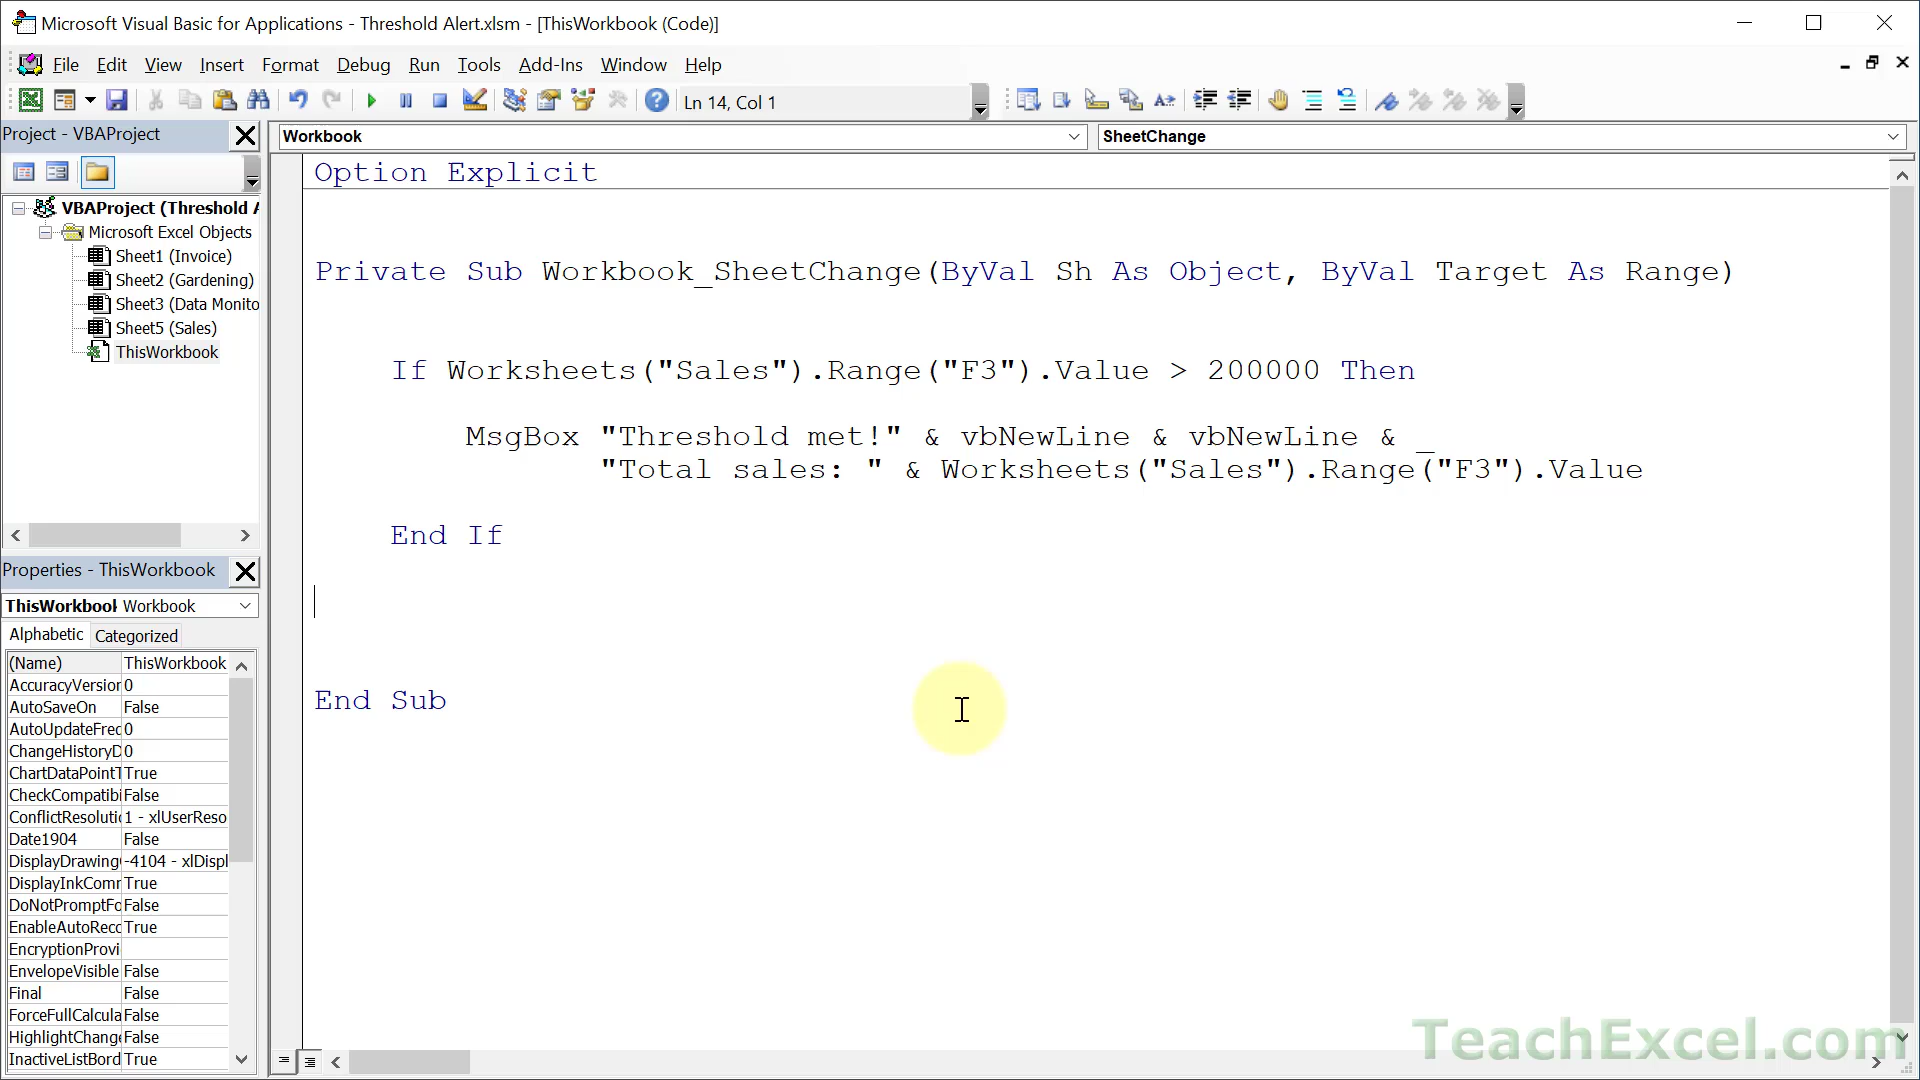 Microsoft Visual Basic for Applications - Threshold Alert.xlsm - [ThisWorkbook (Code)]
File Edit View Insert Format Debug Run Tools Add-Ins Window Help
Ln 14, Col 1
Project - VBAProject
Workbook
SheetChange
VBAProject (Threshold A
Microsoft Excel Objects
Sheet1 (Invoice)
Sheet2 (Gardening)
Sheet3 (Data Monito
Sheet5 (Sales)
ThisWorkbook
Properties - ThisWorkbook
ThisWorkbool Workbook
Alphabetic Categorized
(Name) ThisWorkbook
AccuracyVersion 0
AutoSaveOn False
AutoUpdateFrec 0
ChangeHistoryD 0
ChartDataPointT True
CheckCompatibi False
ConflictResolutic 1 - xlUserReso
Date1904 False
DisplayDrawing -4104 - xlDispl
DisplayInkComr True
DoNotPromptFo False
EnableAutoReco True
EncryptionProvi
EnvelopeVisible False
Final False
ForceFullCalcula False
HighlightChange False
InactiveListBord True
Option Explicit
Private Sub Workbook_SheetChange(ByVal Sh As Object, ByVal Target As Range)
If Worksheets("Sales").Range("F3").Value > 200000 Then
MsgBox "Threshold met!" & vbNewLine & vbNewLine & _
"Total sales: " & Worksheets("Sales").Range("F3").Value
End If
End Sub
TeachExcel.com